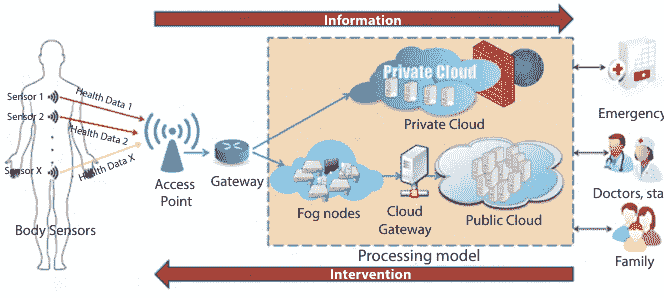 Information
Sensor 1
Sensor 2
Sensor X
Health Data 1
Health Data 2
Health Data X
Body Sensors
Access
Point
Gateway
Private Cloud
Private Cloud
Fog nodes
Cloud
Gateway
Public Cloud
Processing model
Emergency
Doctors, sta
Family
Intervention